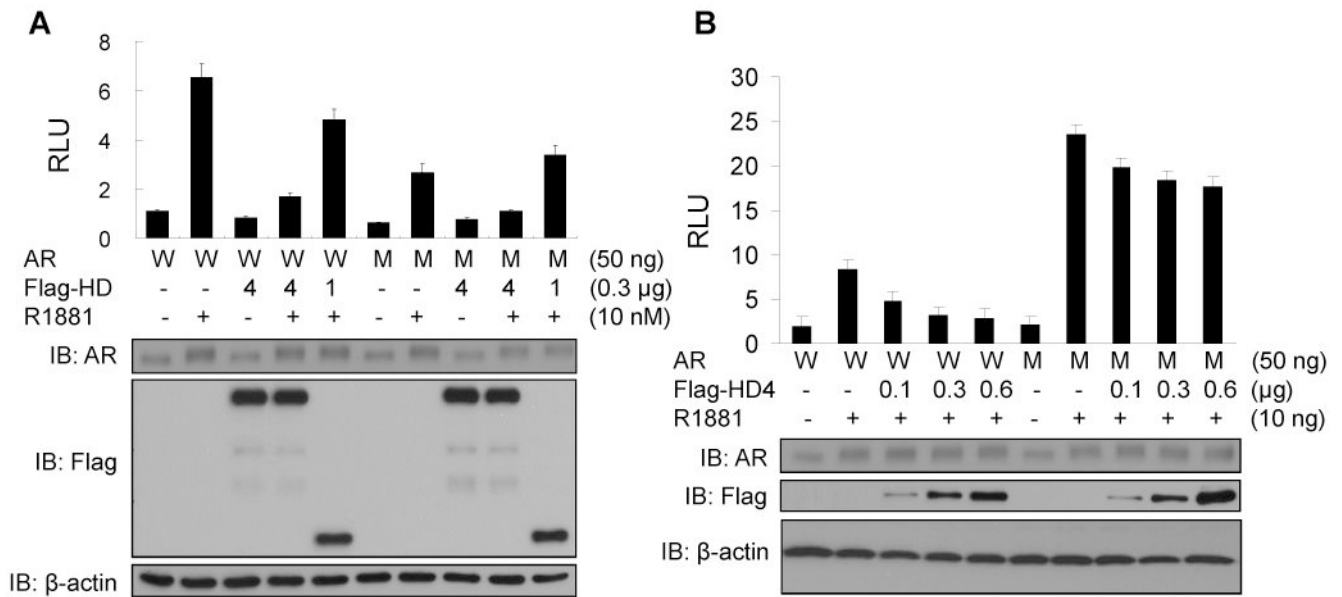 A
8
6
4
2
0
RLU
AR W W W W W M M M M M (50 ng)
Flag-HD - - 4 4 1 - - 4 4 1 (0.3 µg)
R1881 - + - + + - + - + + (10 nM)
IB: AR
IB: Flag
IB: β-actin
B
30
25
20
15
10
5
0
RLU
AR W W W W W M M M M M (50 ng)
Flag-HD4 - - 0.1 0.3 0.6 - - 0.1 0.3 0.6 (µg)
R1881 - + + + + - + + + + (10 ng)
IB: AR
IB: Flag
IB: β-actin